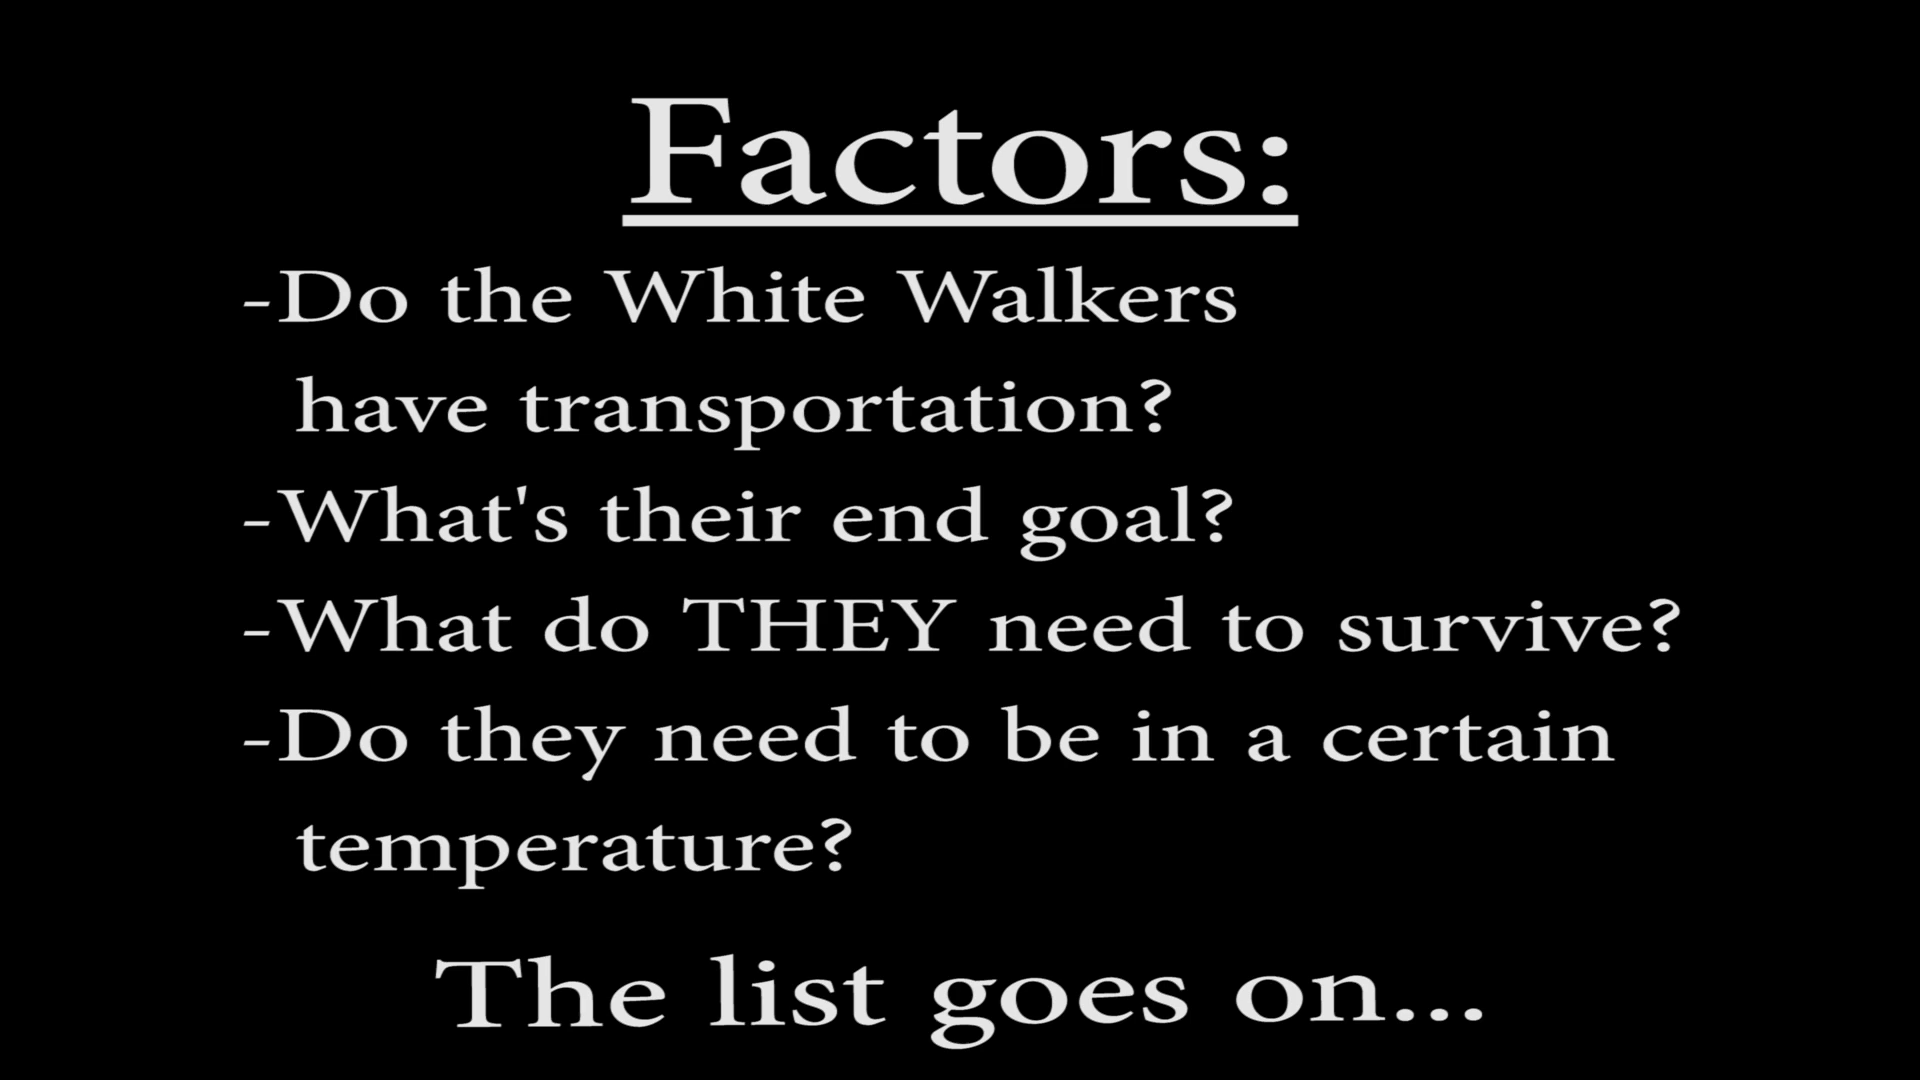 Factors:
-Do the White Walkers
have transportation?
-What's their end goal?
-What do THEY need to survive?
-Do they need to be in a certain
temperature?
The list goes on...